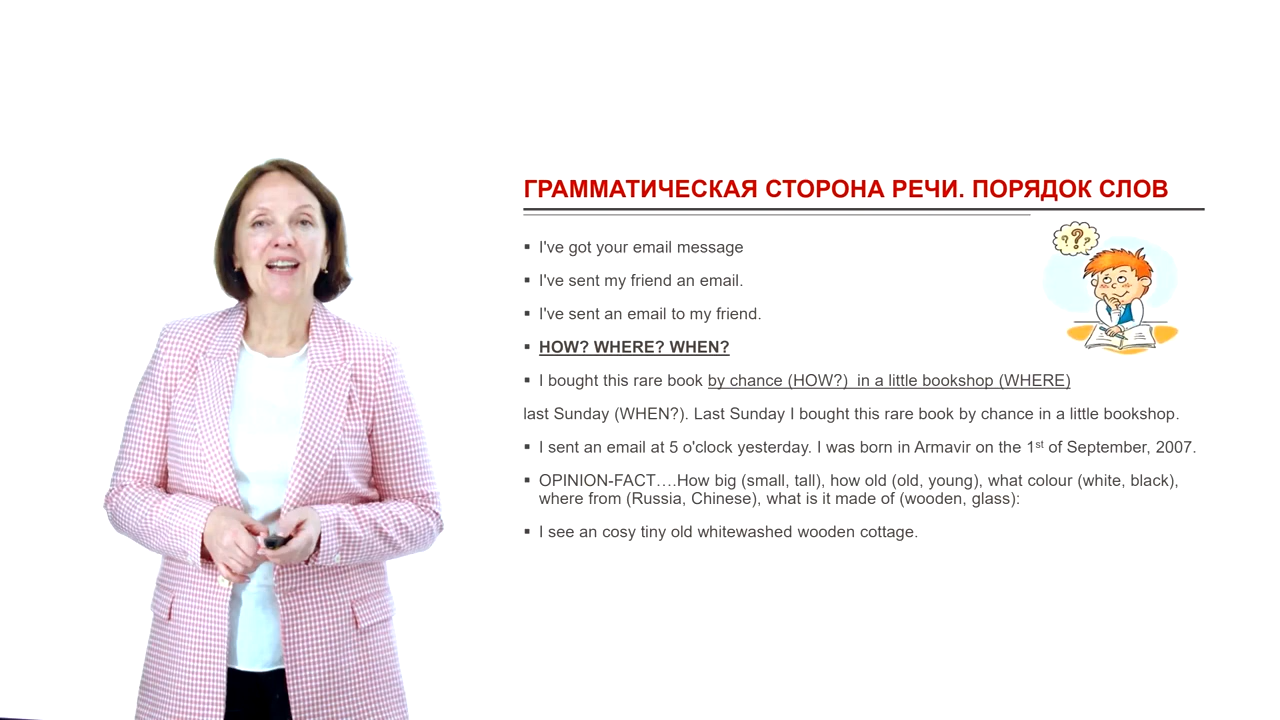 ГРАММАТИЧЕСКАЯ СТОРОНА РЕЧИ. ПОРЯДОК СЛОВ
? ? ?
▪ I've got your email message
▪ I've sent my friend an email.
▪ I've sent an email to my friend.
▪ HOW? WHERE? WHEN?
▪ I bought this rare book by chance (HOW?)  in a little bookshop (WHERE)
last Sunday (WHEN?). Last Sunday I bought this rare book by chance in a little bookshop.
▪ I sent an email at 5 o'clock yesterday. I was born in Armavir on the 1st of September, 2007.
▪ OPINION-FACT….How big (small, tall), how old (old, young), what colour (white, black),
where from (Russia, Chinese), what is it made of (wooden, glass):
▪ I see an cosy tiny old whitewashed wooden cottage.